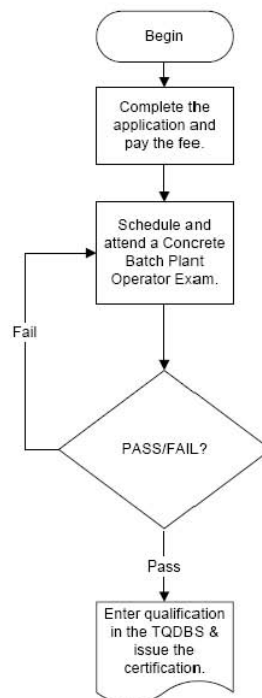 Begin
Complete the
application and
pay the fee.
Schedule and
attend a Concrete
Batch Plant
Operator Exam.
Fail
PASS/FAIL?
Pass
Enter qualification
in the TQDBS &
issue the
certification.